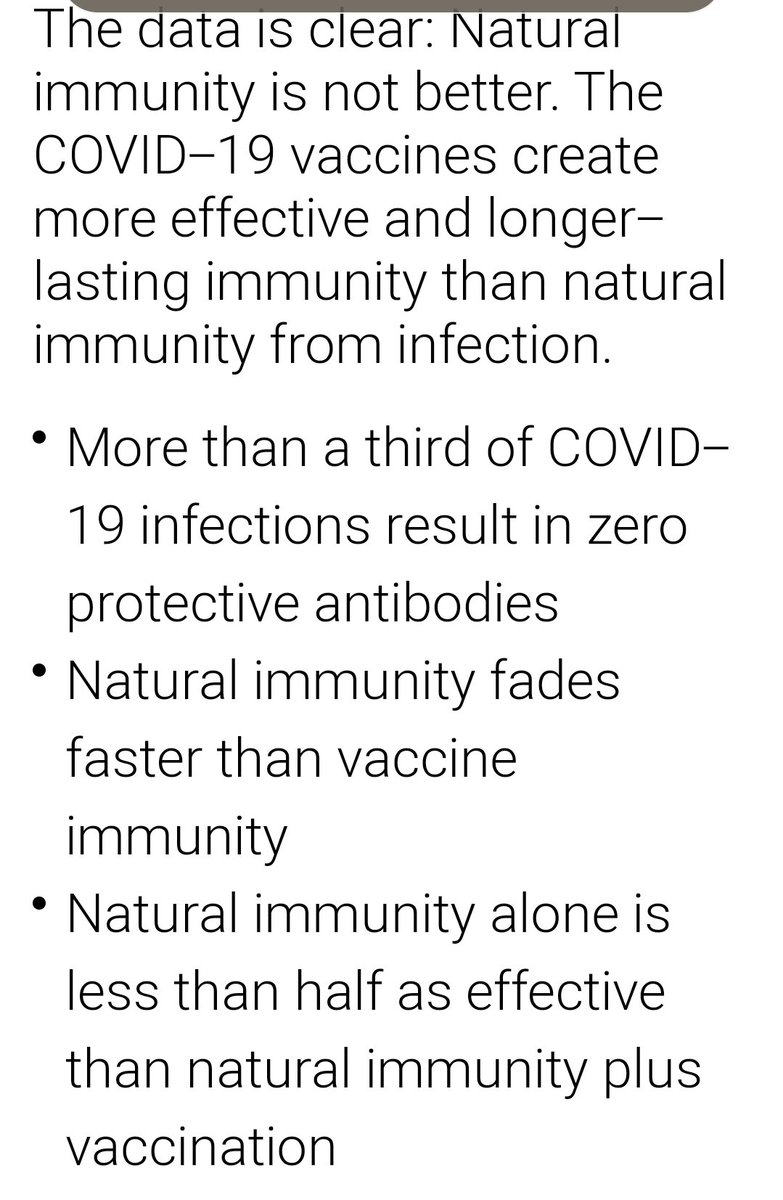 The data is clear: Natural
immunity is not better. The
COVID–19 vaccines create
more effective and longer–
lasting immunity than natural
immunity from infection.
• More than a third of COVID–
19 infections result in zero
protective antibodies
• Natural immunity fades
faster than vaccine
immunity
• Natural immunity alone is
less than half as effective
than natural immunity plus
vaccination